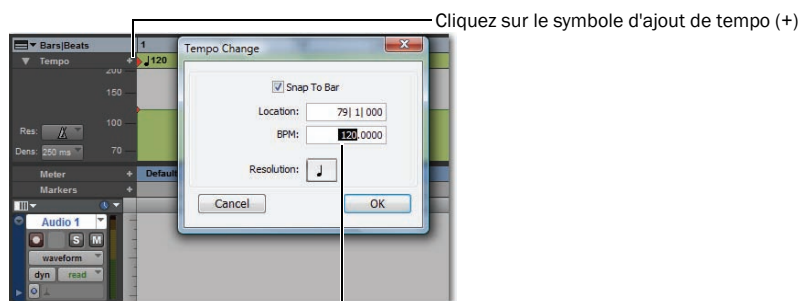 Cliquez sur le symbole d'ajout de tempo (+)
Bars|Beats
1
Tempo +
120
200
150
100
70
Res:
Dens: 250 ms
Meter +
Default
Markers +
Tempo Change
Snap To Bar
Location: 79| 1| 000
BPM: 120.0000
Resolution:
Cancel
OK
Audio 1
S M
waveform
dyn read